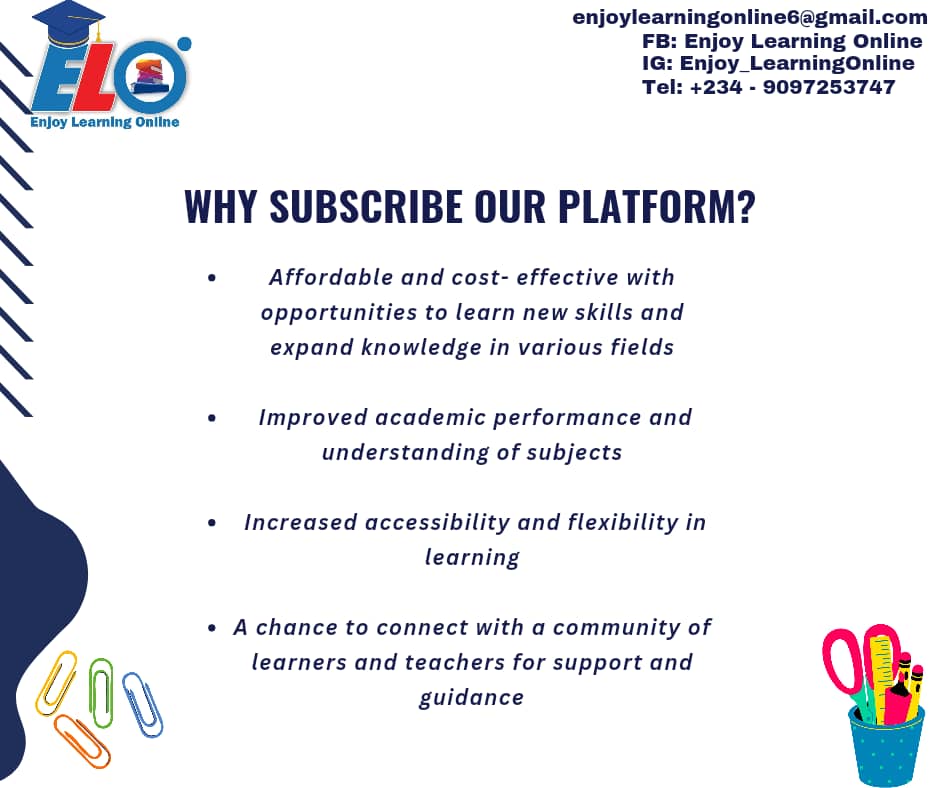 ELO
Enjoy Learning Online
enjoylearningonline6@gmail.com
FB: Enjoy Learning Online
IG: Enjoy_LearningOnline
Tel: +234 - 9097253747
WHY SUBSCRIBE OUR PLATFORM?
• Affordable and cost- effective with
opportunities to learn new skills and
expand knowledge in various fields
• Improved academic performance and
understanding of subjects
• Increased accessibility and flexibility in
learning
• A chance to connect with a community of
learners and teachers for support and
guidance